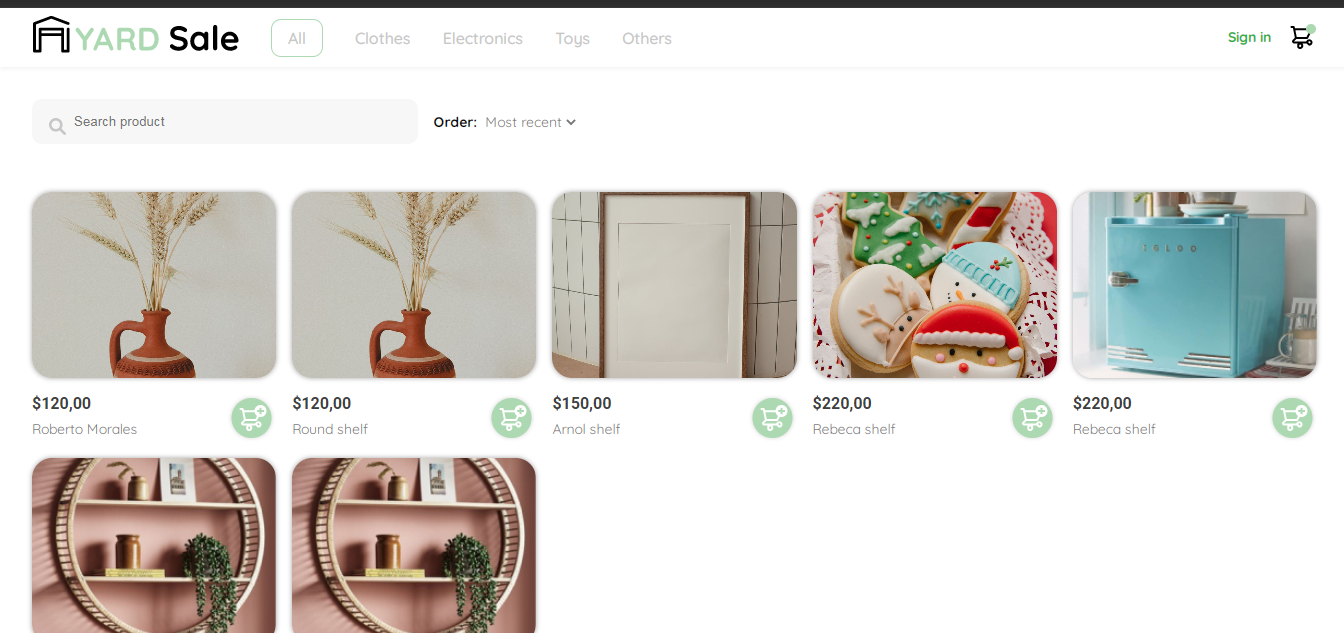 YARD Sale
All
Clothes
Electronics
Toys
Others
Sign in
Search product
Order: Most recent
IGLOO
$120,00
Roberto Morales
$120,00
Round shelf
$150,00
Arnol shelf
$220,00
Rebeca shelf
$220,00
Rebeca shelf